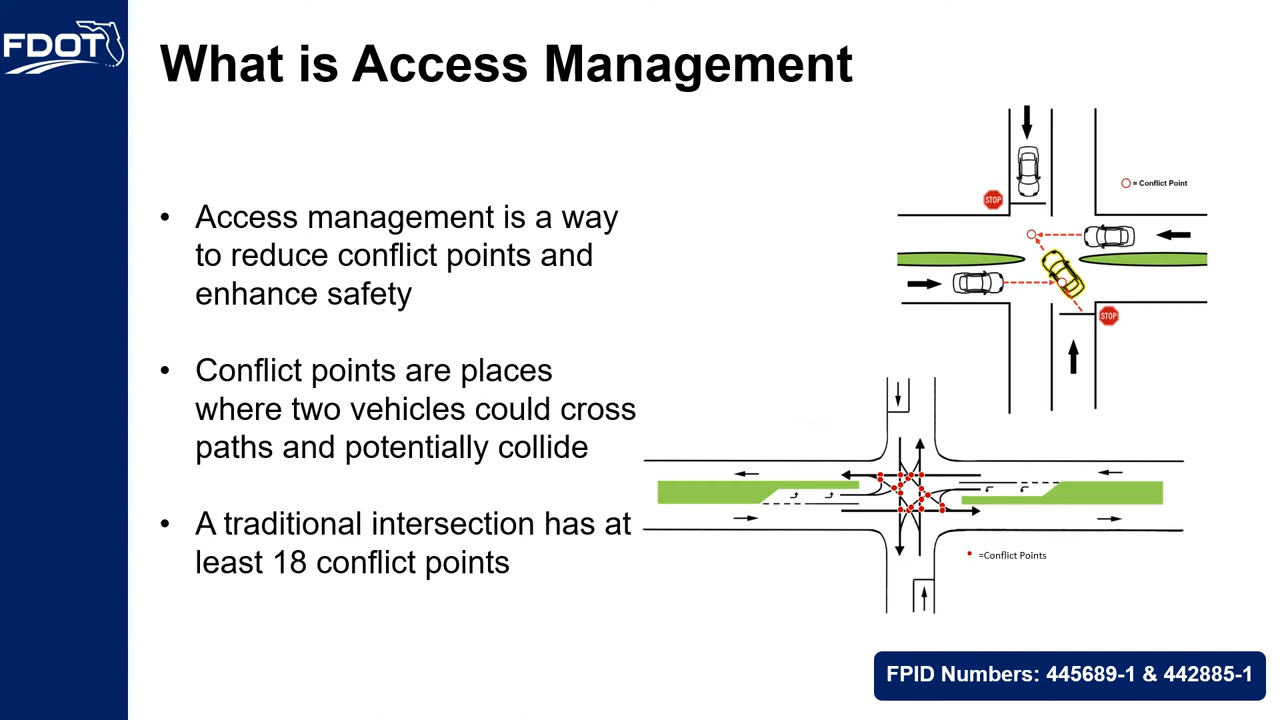 FDOT
What is Access Management
• Access management is a way
to reduce conflict points and
enhance safety
• Conflict points are places
where two vehicles could cross
paths and potentially collide
• A traditional intersection has at
least 18 conflict points
= Conflict Point
STOP
STOP
=Conflict Points
FPID Numbers: 445689-1 & 442885-1